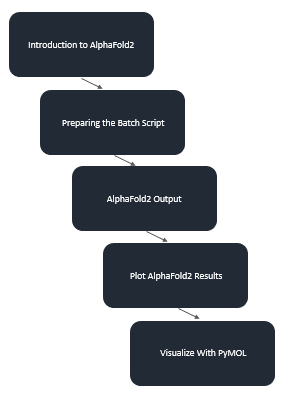 Introduction to AlphaFold2
Preparing the Batch Script
AlphaFold2 Output
Plot AlphaFold2 Results
Visualize With PyMOL